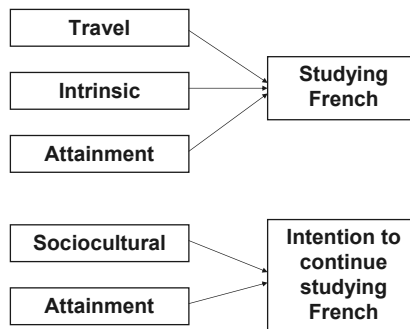 Travel
Intrinsic
Attainment
Studying
French
Sociocultural
Attainment
Intention to
continue
studying
French